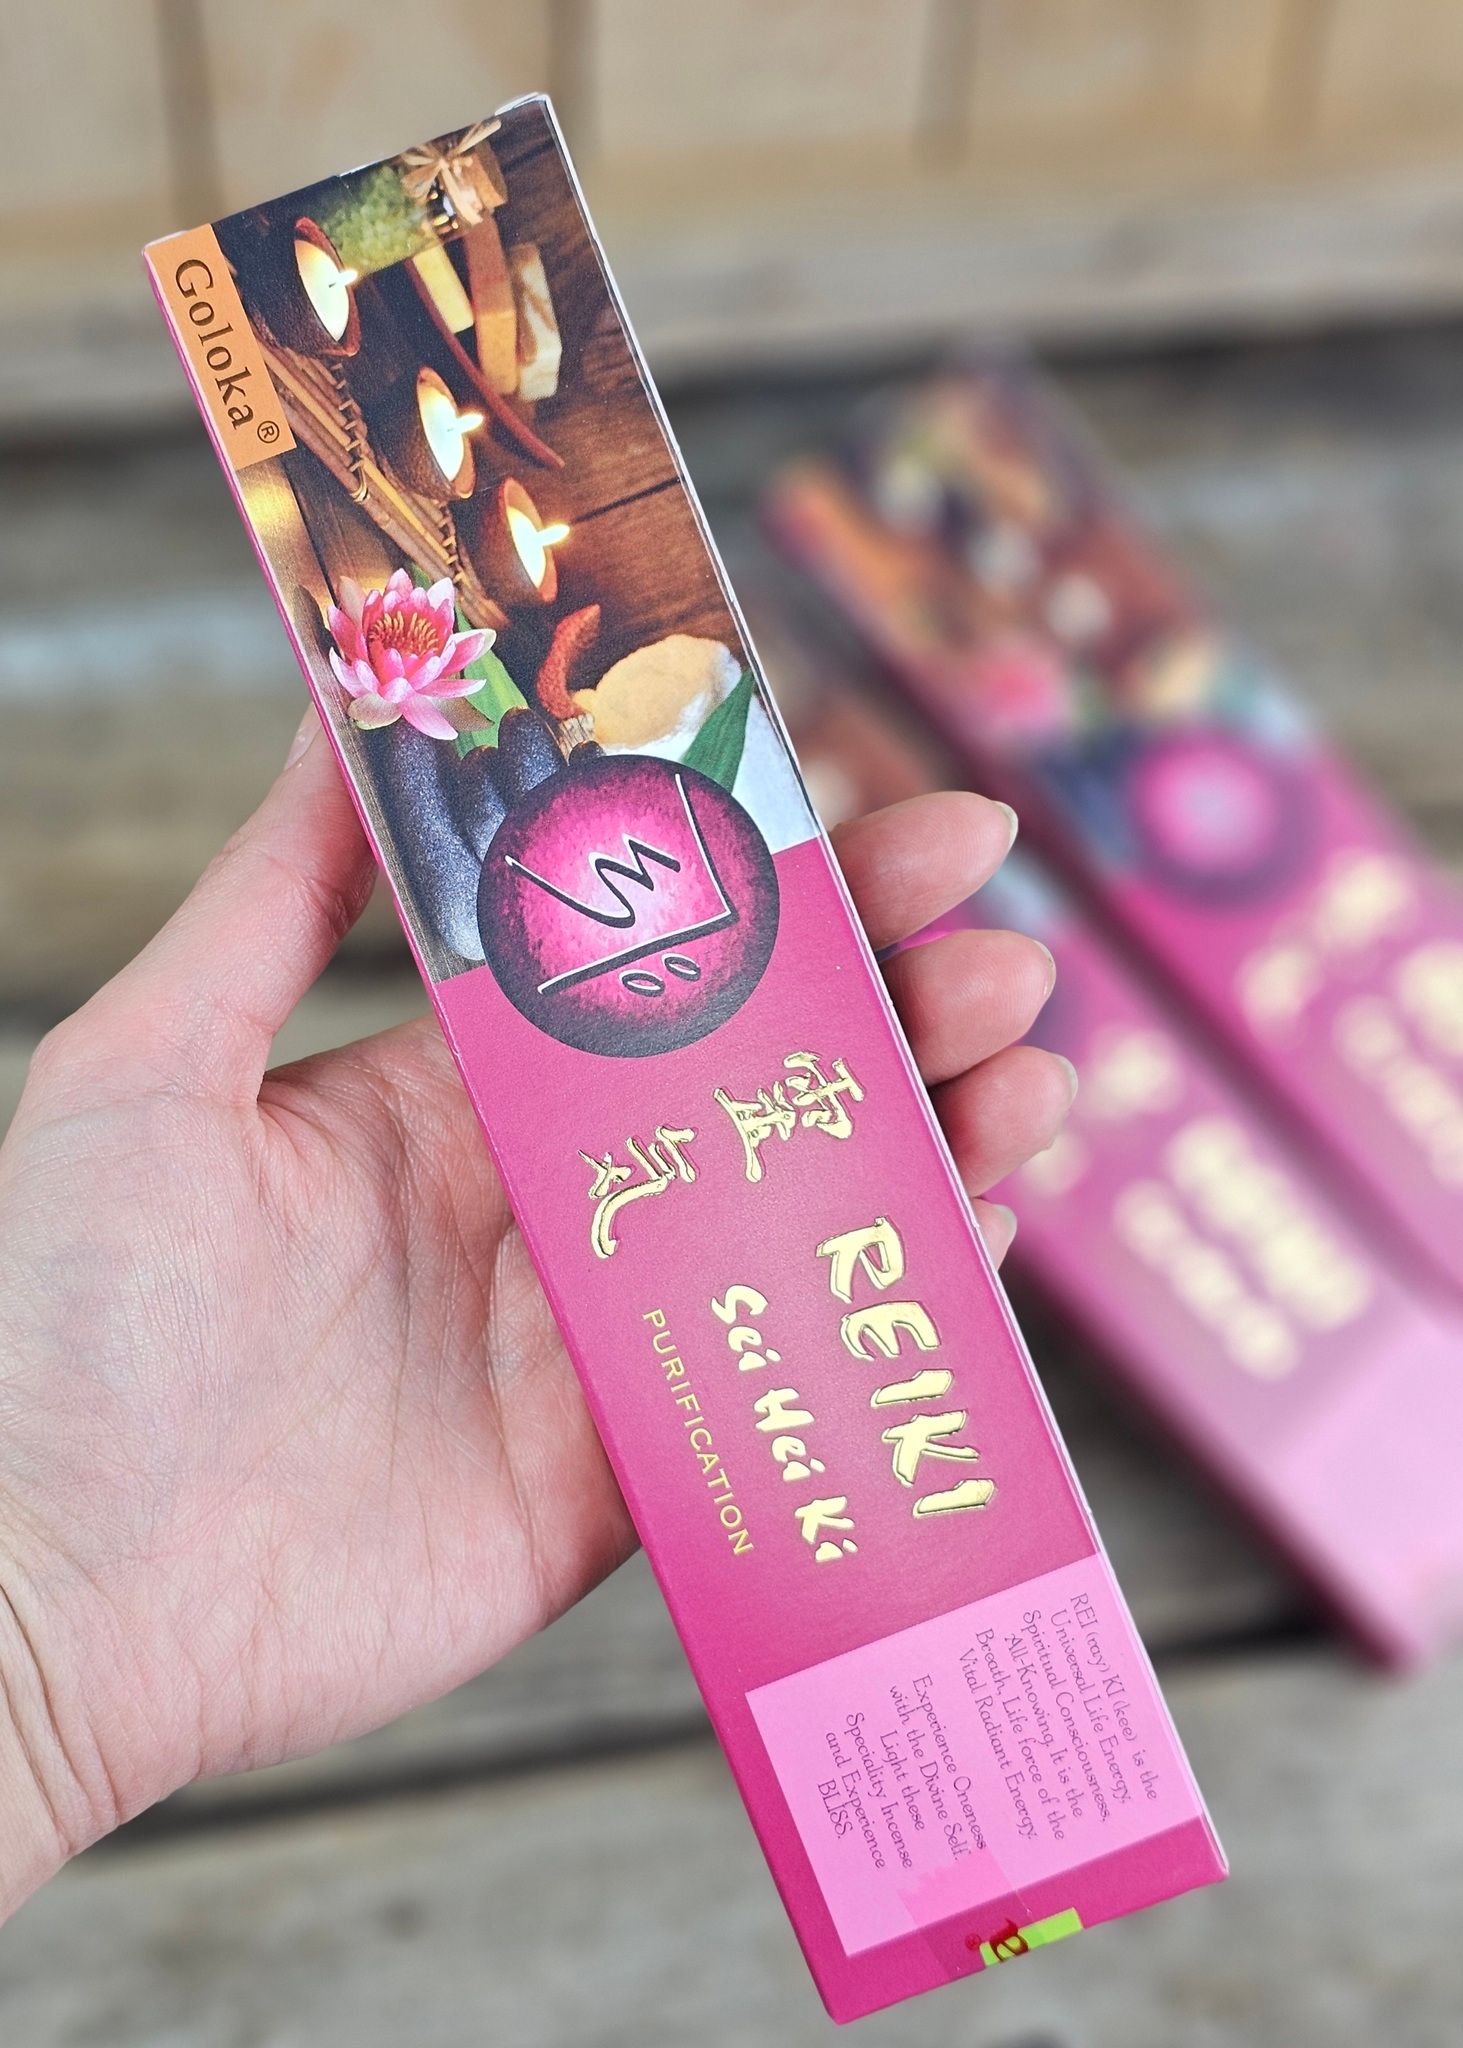 Goloka®
靈
気
REIKI
Sei Hei Ki
PURIFICATION
REI (ray) KI (kee) is the
Universal Life Energy,
Spiritual Consciousness,
All-Knowing. It is the
Breath, Life force of the
Vital Radiant Energy.
Experience Oneness
with the Divine Self.
Light these
Speciality Incense
and Experience
BLISS.